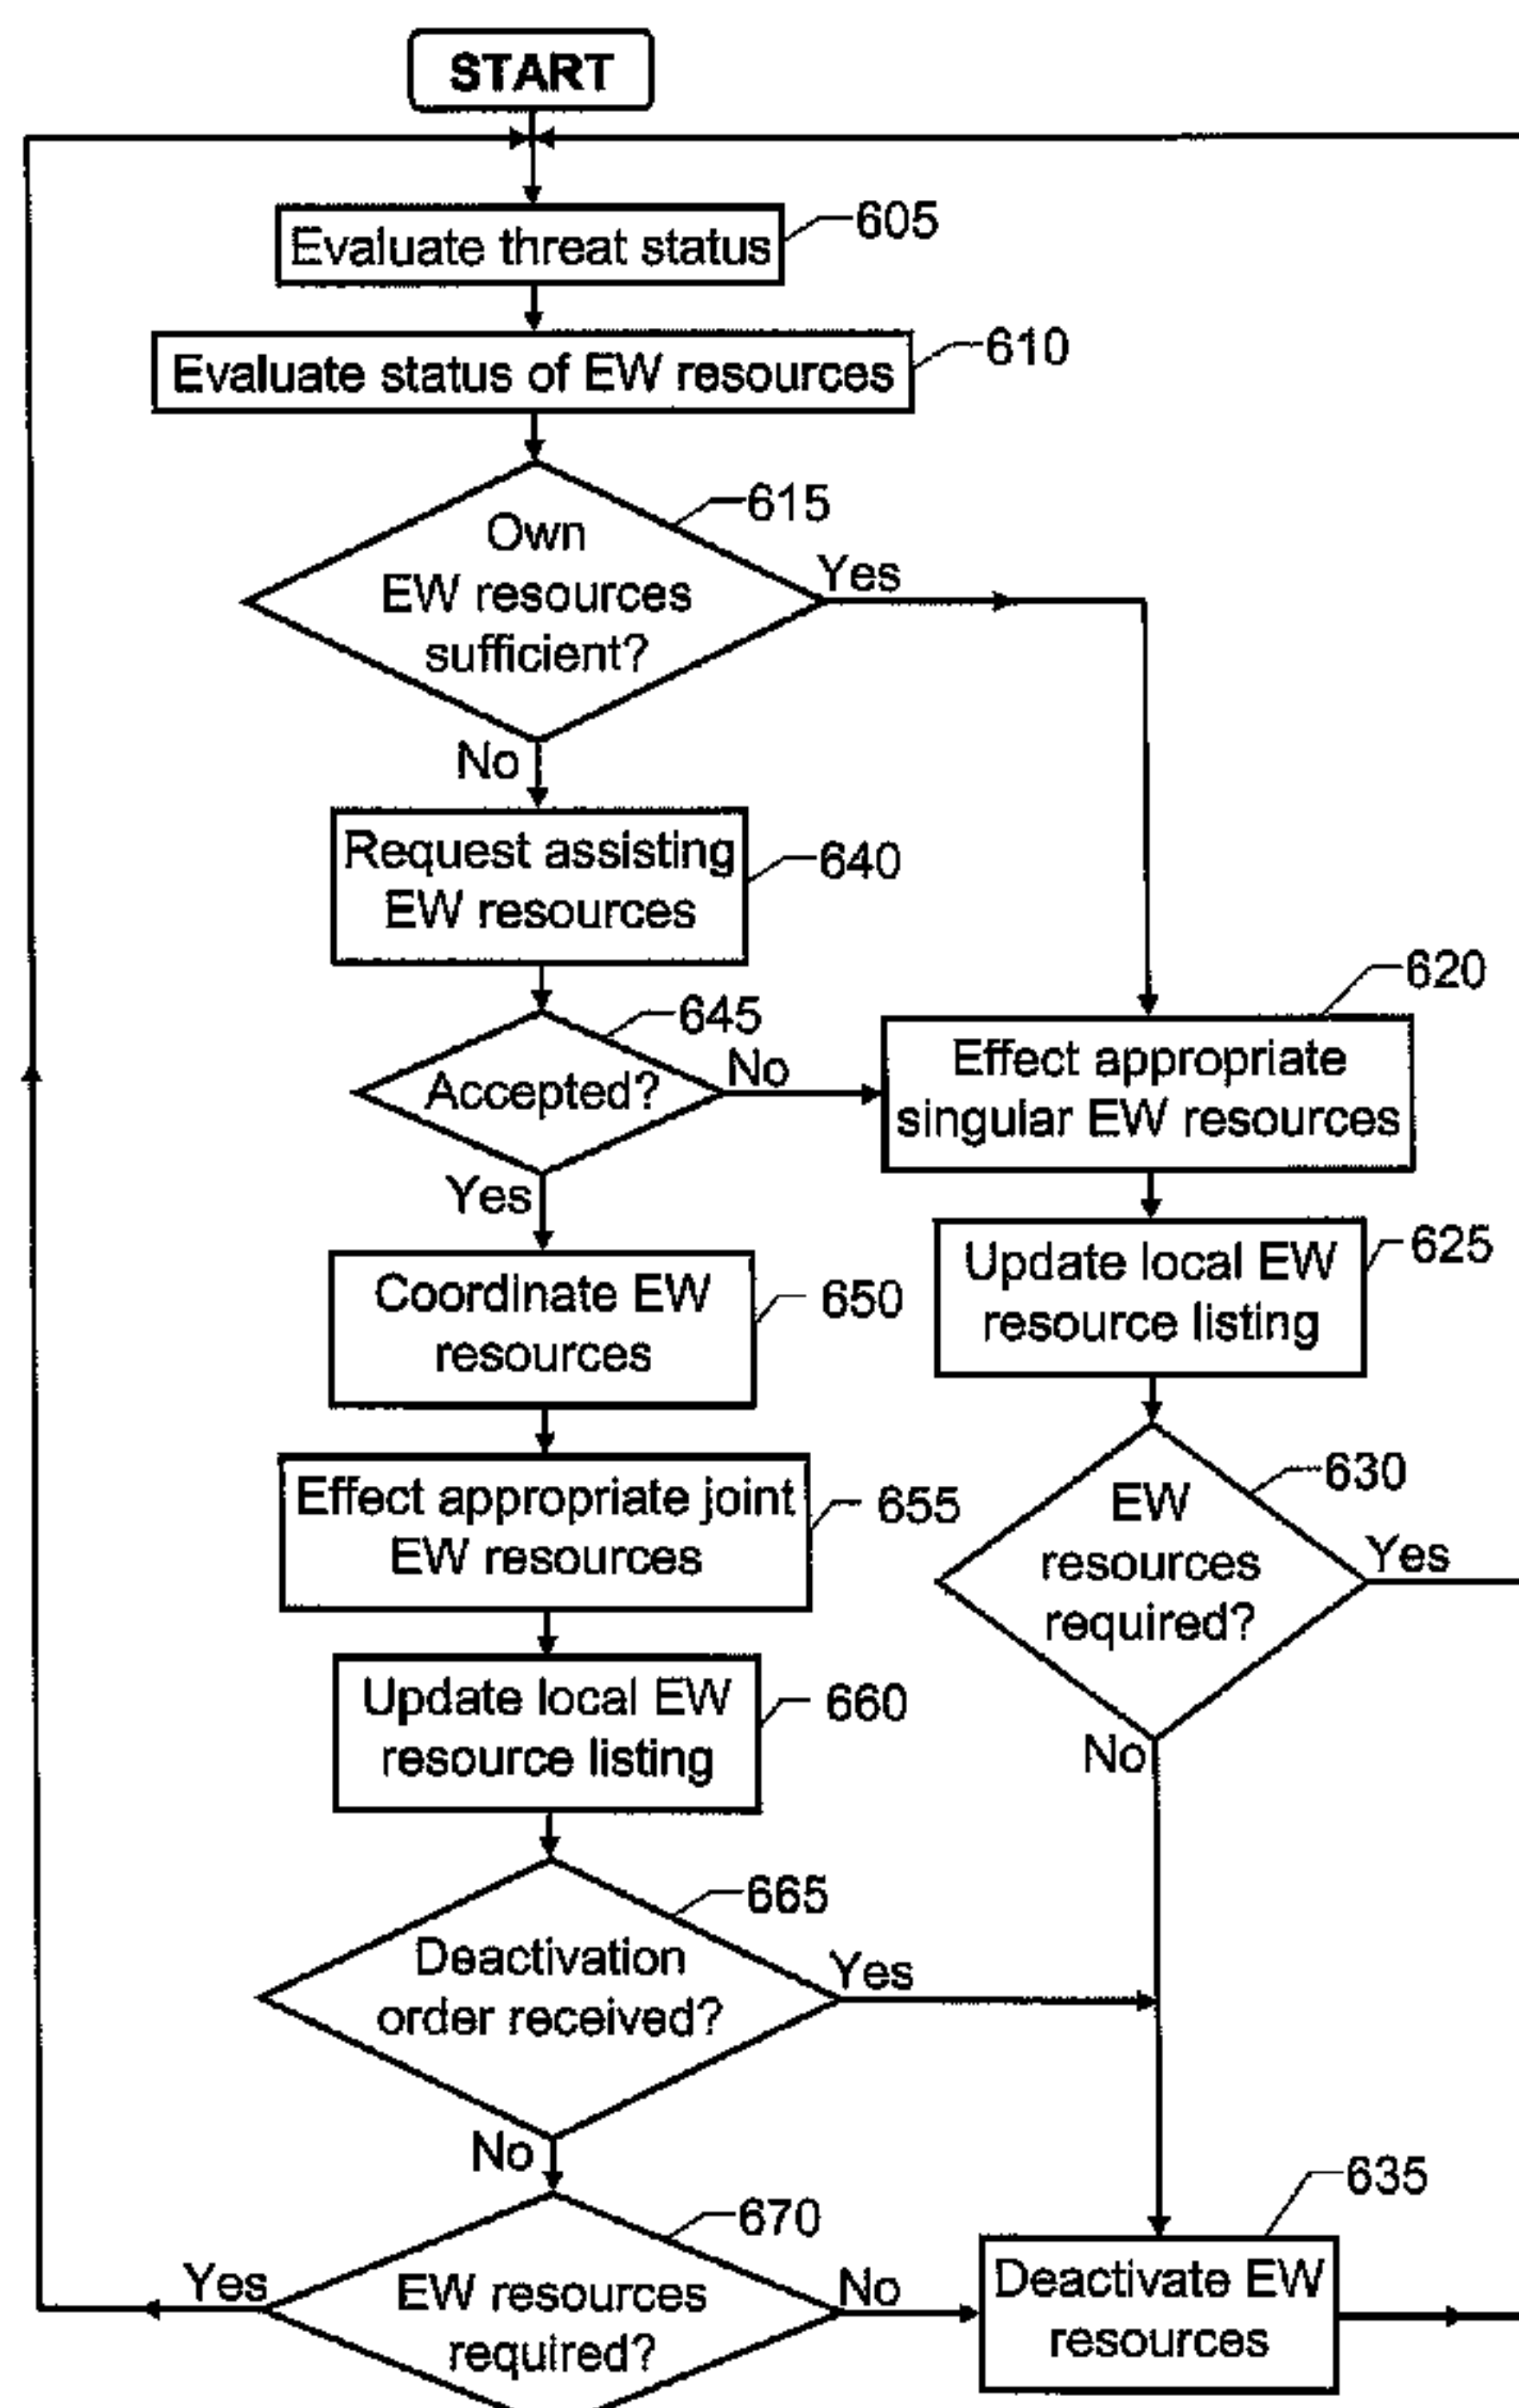 START
Evaluate threat status
605
Evaluate status of EW resources
610
615
Own
EW resources
sufficient?
Yes
No
Request assisting
EW resources
640
645
Accepted?
No
Yes
620
Effect appropriate
singular EW resources
Update local EW
resource listing
625
Coordinate EW
resources
650
630
EW
resources
required?
Yes
No
Effect appropriate joint
EW resources
655
Update local EW
resource listing
660
665
Deactivation
order received?
Yes
No
670
EW resources
required?
Yes
No
635
Deactivate EW
resources